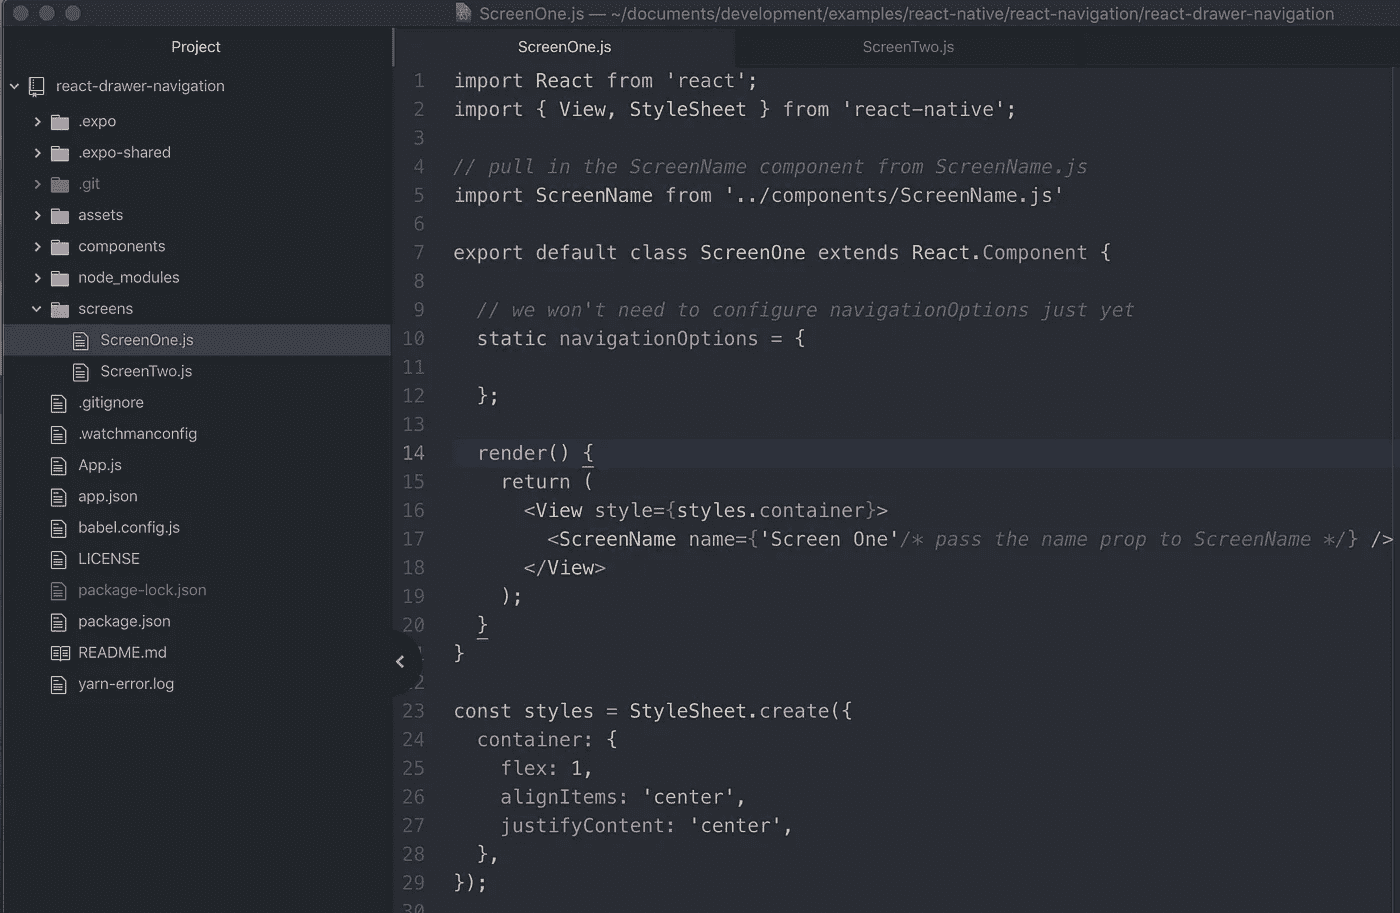 ScreenOne.js — ~/documents/development/examples/react-native/react-navigation/react-drawer-navigation
Project
react-drawer-navigation
.expo
.expo-shared
.git
assets
components
node_modules
screens
ScreenOne.js
ScreenTwo.js
.gitignore
.watchmanconfig
App.js
app.json
babel.config.js
LICENSE
package-lock.json
package.json
README.md
yarn-error.log
ScreenOne.js ScreenTwo.js
1 import React from 'react';
2 import { View, StyleSheet } from 'react-native';
3
4 // pull in the ScreenName component from ScreenName.js
5 import ScreenName from '../components/ScreenName.js'
6
7 export default class ScreenOne extends React.Component {
8
9 // we won't need to configure navigationOptions just yet
10 static navigationOptions = {
11
12 };
13
14 render() {
15 return (
16 <View style={styles.container}>
17 <ScreenName name={'Screen One'/* pass the name prop to ScreenName */} />
18 </View>
19 );
20 }
}
2
23 const styles = StyleSheet.create({
24 container: {
25 flex: 1,
26 alignItems: 'center',
27 justifyContent: 'center',
28 },
29 });
30